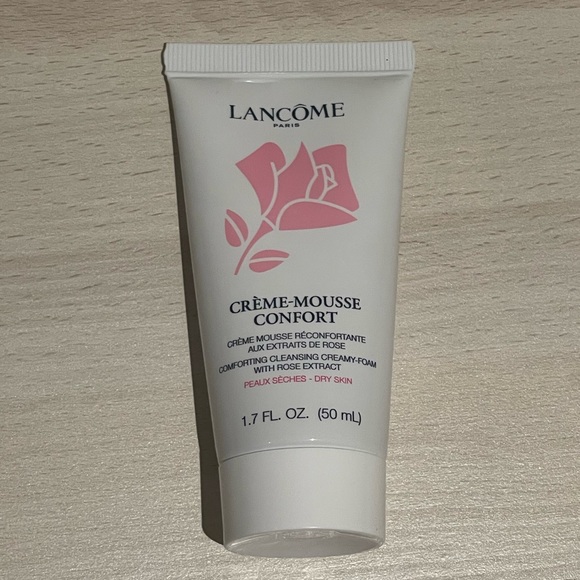 LANCÔME
PARIS
CRÈME-MOUSSE
CONFORT
CRÈME MOUSSE RÉCONFORTANTE
AUX EXTRAITS DE ROSE
COMFORTING CLEANSING CREAMY-FOAM
WITH ROSE EXTRACT
PEAUX SÈCHES - DRY SKIN
1.7 FL. OZ. (50 mL)